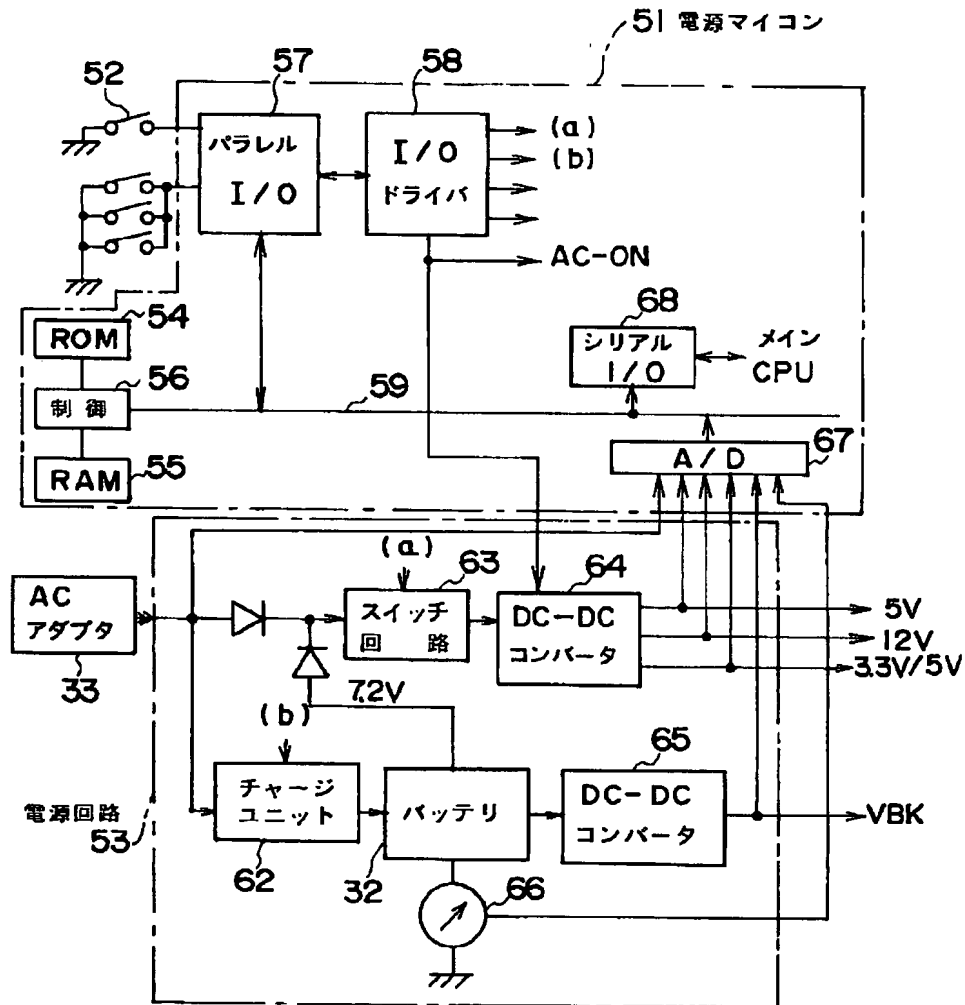 51 電源マイコン
52
57
58
パラレル
I/O
I/O
ドライバ
(a)
(b)
AC-ON
54
ROM
56
制御
59
55
RAM
68
シリアル
I/O
メイン
CPU
67
A/D
(a)
63
64
AC
アダプタ
33
スイッチ
回路
DC-DC
コンバータ
5V
12V
3.3V/5V
7.2V
(b)
65
チャージ
ユニット
62
バッテリ
32
DC-DC
コンバータ
VBK
電源回路
53
66